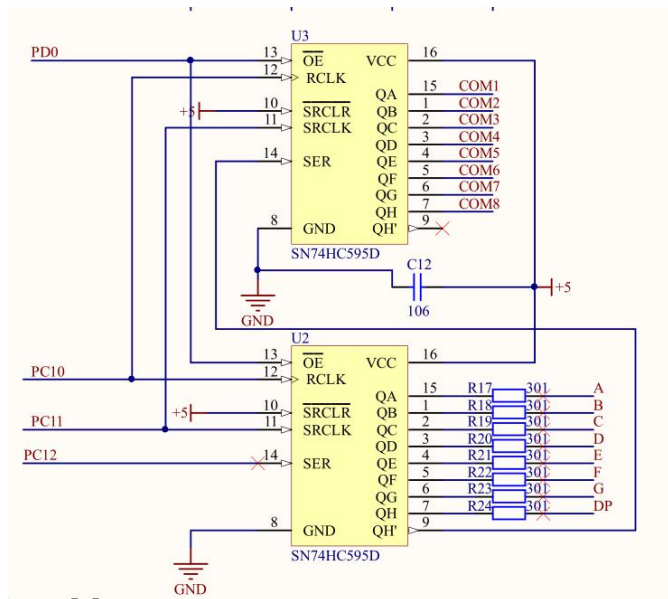 U3
PD0
13 OE VCC 16
12 RCLK
QA 15 COM1
+5 10 SRCLR QB 1 COM2
11 SRCLK QC 2 COM3
QD 3 COM4
14 SER QE 4 COM5
QF 5 COM6
QG 6 COM7
QH 7 COM8
8 GND QH' 9
SN74HC595D
C12
+5
106
GND
U2
13 OE VCC 16
PC10 12 RCLK
QA 15 R17 301 A
+5 10 SRCLR QB 1 R18 301 B
PC11 11 SRCLK QC 2 R19 301 C
QD 3 R20 301 D
PC12 14 SER QE 4 R21 301 E
QF 5 R22 301 F
QG 6 R23 301 G
QH 7 R24 301 DP
8 GND QH' 9
SN74HC595D
GND